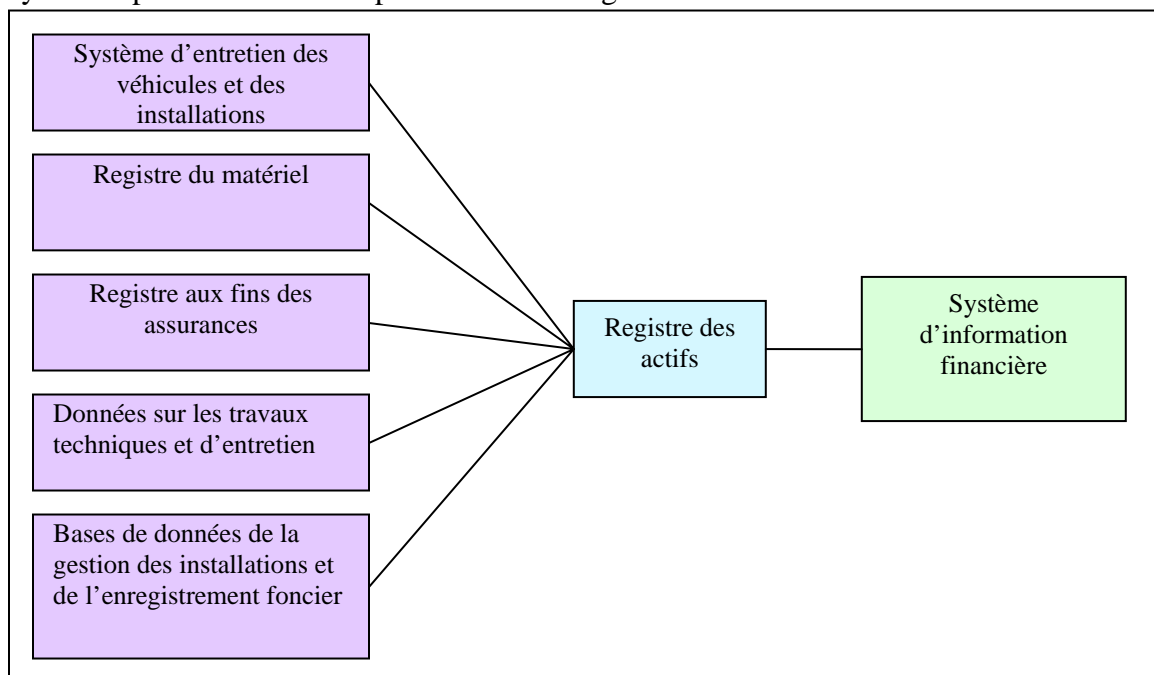 Système d'entretien des
véhicules et des
installations
Registre du matériel
Registre aux fins des
assurances
Données sur les travaux
techniques et d'entretien
Bases de données de la
gestion des installations et
de l'enregistrement foncier
Registre des
actifs
Système
d'information
financière